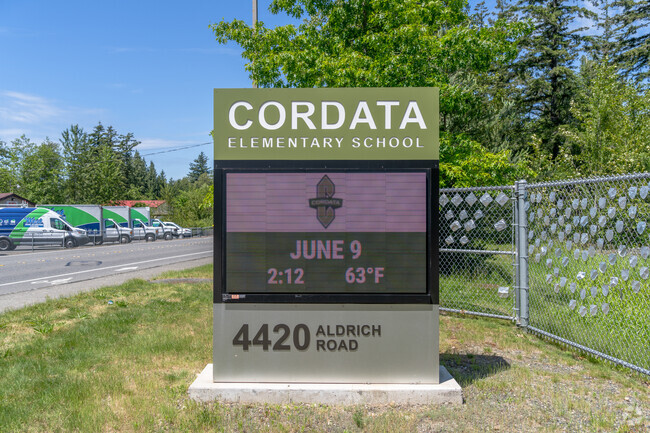 CORDATA
ELEMENTARY SCHOOL
CORDATA
JUNE 9
2:12 63°F
4420 ALDRICH
ROAD